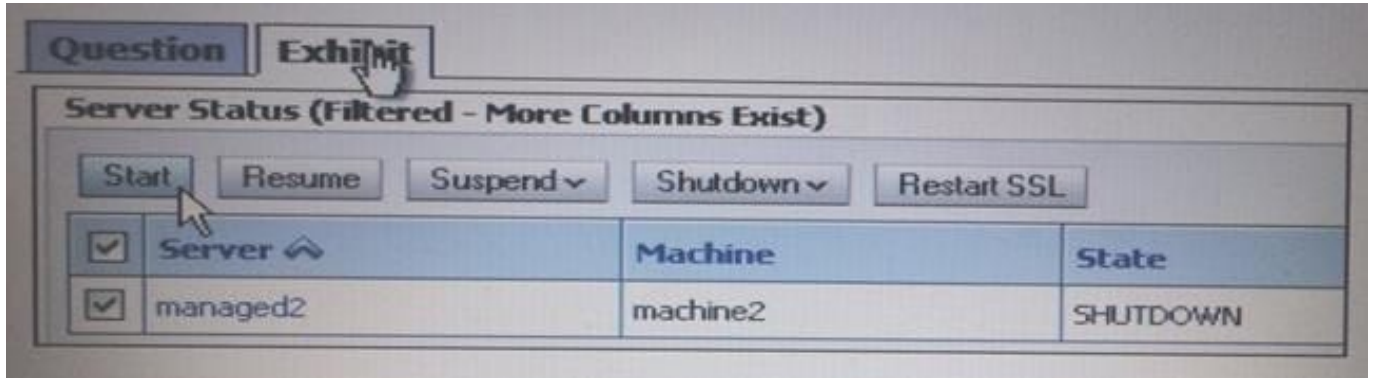 Question Exhibit
Server Status (Filtered - More Columns Exist)
Start Resume Suspend Shutdown Restart SSL
Server Machine State
managed2 machine2 SHUTDOWN